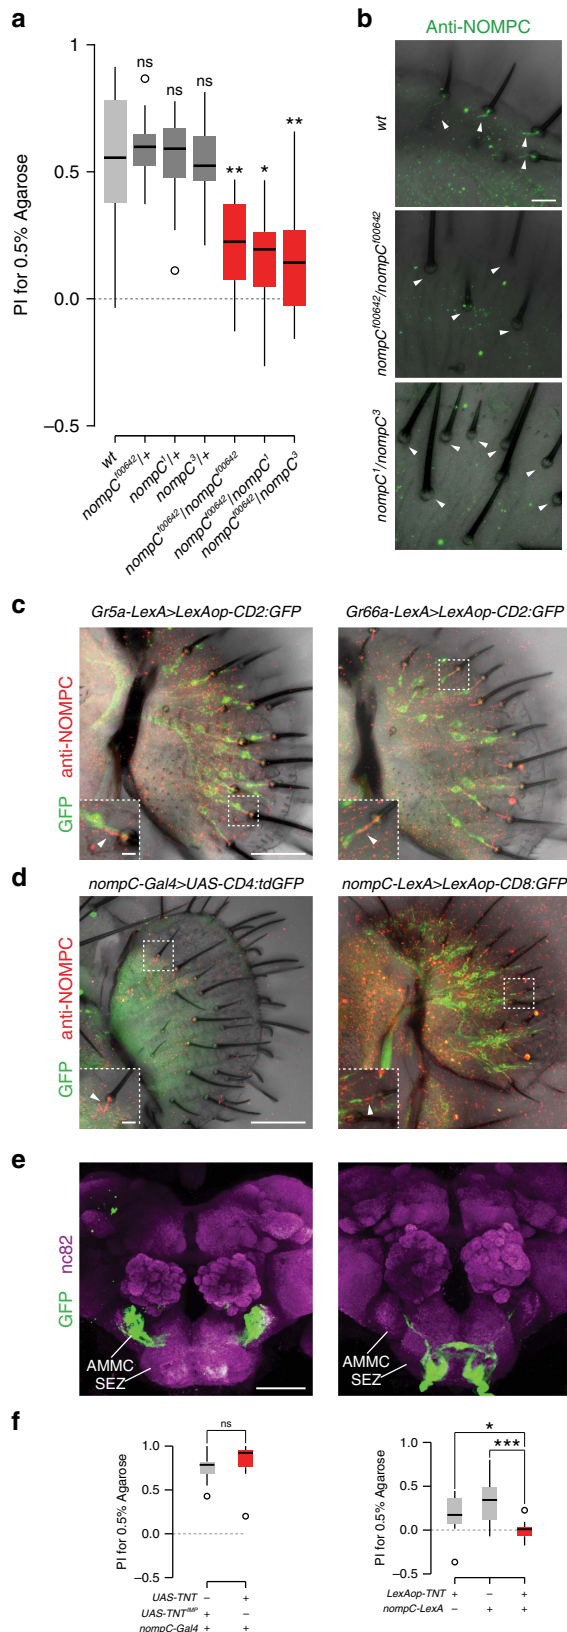 a
PI for 0.5% Agarose
1
0.5
0.0
–0.5
ns
ns
ns
**
*
**
wt
nompC^f00642/+
nompC^1/+
nompC^3/+
nompC^f00642/nompC^f00642
nompC^f00642/nompC^1
nompC^f00642/nompC^3
b
Anti-NOMPC
wt
nompC^f00642/nompC^f00642
nompC^1/nompC^3
c
Gr5a-LexA>LexAop-CD2:GFP
Gr66a-LexA>LexAop-CD2:GFP
GFP anti-NOMPC
d
nompC-Gal4>UAS-CD4:tdGFP
nompC-LexA>LexAop-CD8:GFP
GFP anti-NOMPC
e
GFP nc82
AMMC
SEZ
AMMC
SEZ
f
PI for 0.5% Agarose
1.0
0.5
0.0
–0.5
ns
UAS-TNT – +
UAS-TNT^IMP + –
nompC-Gal4 + +
PI for 0.5% Agarose
1.0
0.5
0.0
–0.5
*
***
LexAop-TNT + – +
nompC-LexA – + +